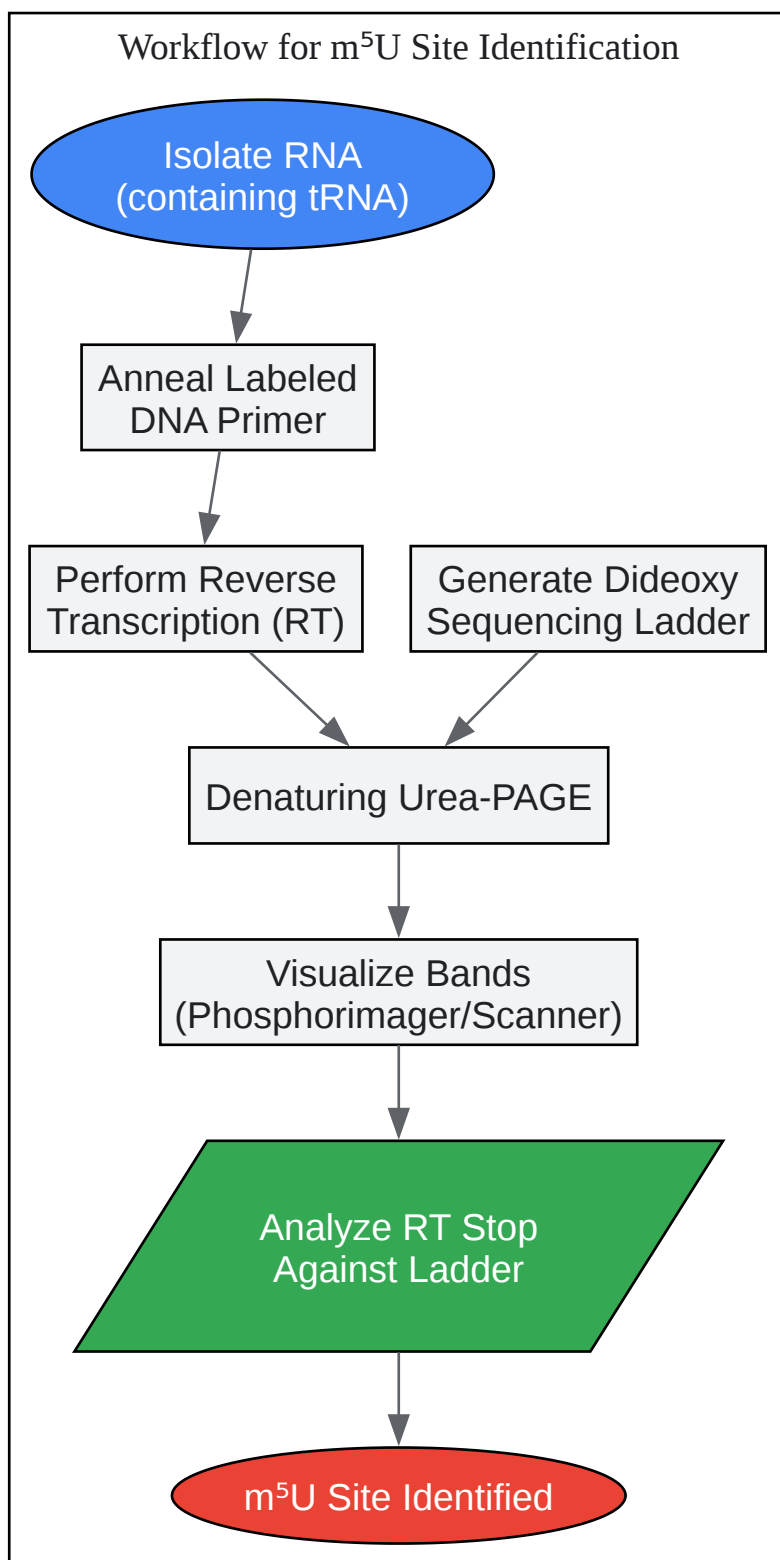 Workflow for m⁵U Site Identification
Isolate RNA
(containing tRNA)
Anneal Labeled
DNA Primer
Perform Reverse
Transcription (RT)
Generate Dideoxy
Sequencing Ladder
Denaturing Urea-PAGE
Visualize Bands
(Phosphorimager/Scanner)
Analyze RT Stop
Against Ladder
m⁵U Site Identified